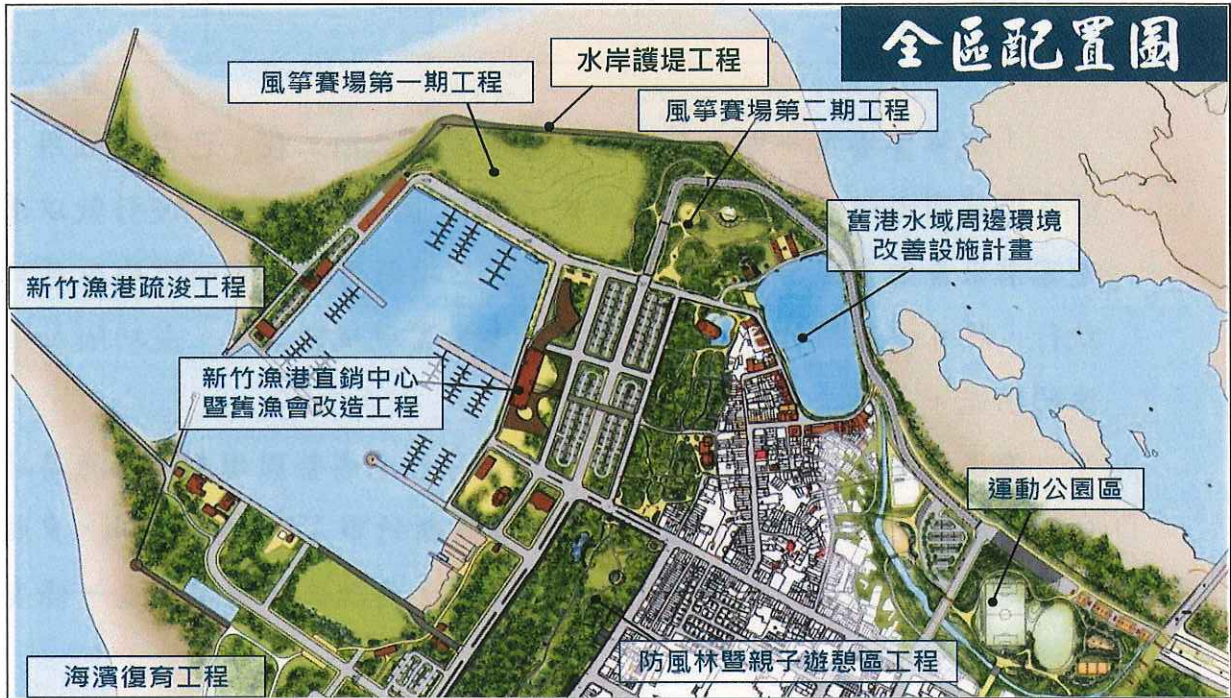 全區配置圖
水岸護堤工程
風箏賽場第一期工程
風箏賽場第二期工程
舊港水域周邊環境
改善設施計畫
新竹漁港疏浚工程
新竹漁港直銷中心
暨舊漁會改造工程
運動公園區
防風林暨親子遊憩區工程
海濱復育工程